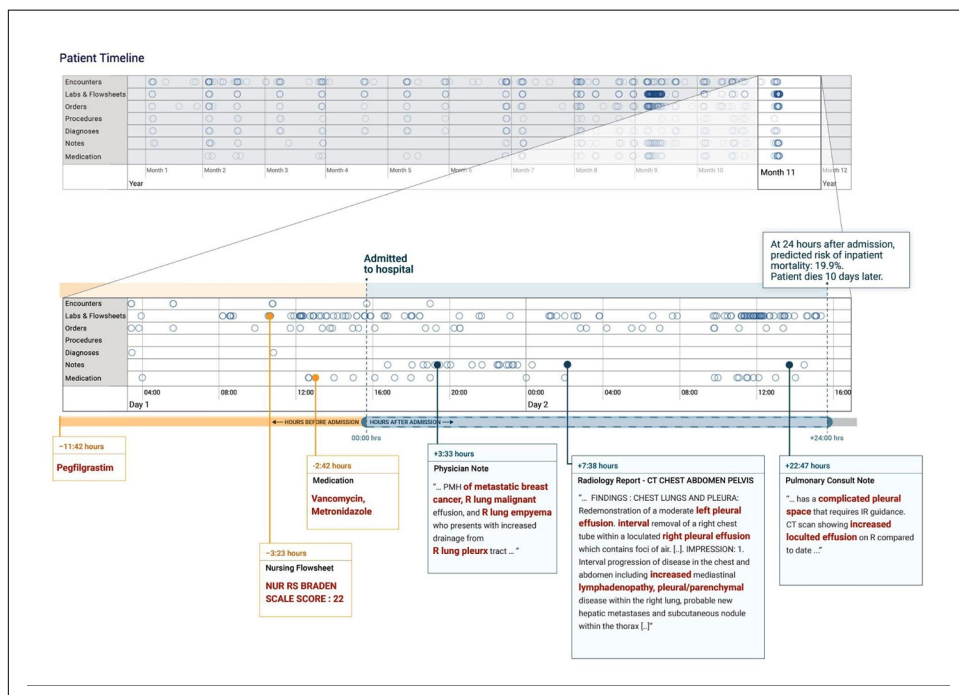 Patient Timeline
Encounters
Labs & Flowsheets
Orders
Procedures
Diagnoses
Notes
Medication
Month 1
Month 2
Month 3
Month 4
Month 5
Month 6
Month 7
Month 8
Month 9
Month 10
Month 11
Month 12
Year
Year
At 24 hours after admission,
predicted risk of inpatient
mortality: 19.9%.
Patient dies 10 days later.
Admitted
to hospital
Encounters
Labs & Flowsheets
Orders
Procedures
Diagnoses
Notes
Medication
04:00
08:00
12:00
16:00
20:00
00:00
04:00
08:00
12:00
16:00
Day 1
Day 2
HOURS BEFORE ADMISSION
HOURS AFTER ADMISSION
00:00 hrs
+24:00 hrs
−11:42 hours
Pegfilgrastim
-2:42 hours
Medication
Vancomycin,
Metronidazole
−3:23 hours
Nursing Flowsheet
NUR RS BRADEN
SCALE SCORE : 22
+3:33 hours
Physician Note
“... PMH of metastatic breast
cancer, R lung malignant
effusion, and R lung empyema
who presents with increased
drainage from
R lung pleurx tract ... ”
+7:38 hours
Radiology Report - CT CHEST ABDOMEN PELVIS
“... FINDINGS : CHEST LUNGS AND PLEURA:
Redemonstration of a moderate left pleural
effusion. interval removal of a right chest
tube within a loculated right pleural effusion
which contains foci of air. [..]. IMPRESSION: 1.
Interval progression of disease in the chest and
abdomen including increased mediastinal
lymphadenopathy, pleural/parenchymal
disease within the right lung, probable new
hepatic metastases and subcutaneous nodule
within the thorax [..]”
+22:47 hours
Pulmonary Consult Note
“... has a complicated pleural
space that requires IR guidance.
CT scan showing increased
loculted effusion on R compared
to date ...”